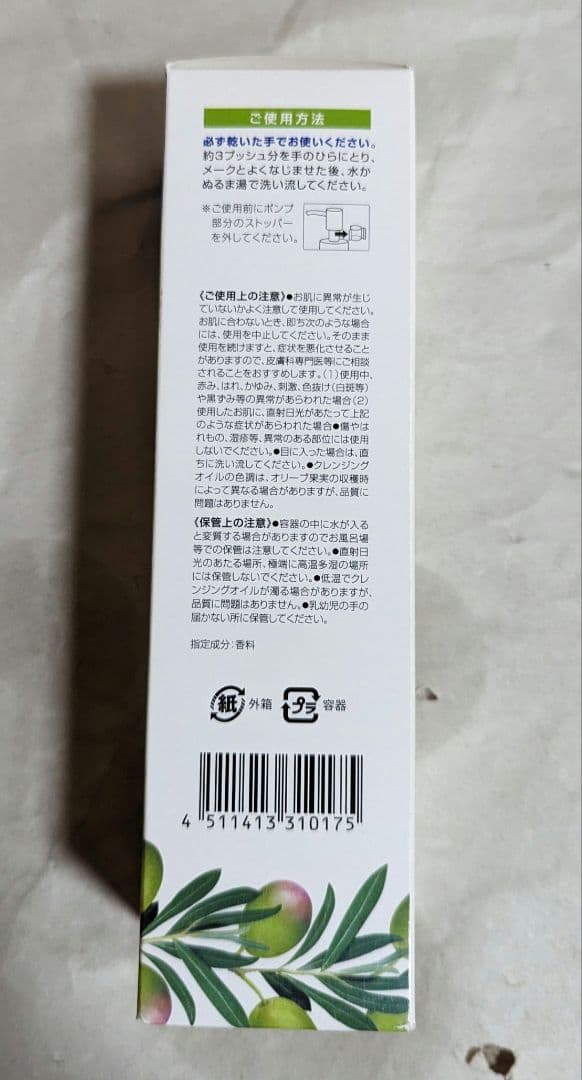 ご使用方法
必ず乾いた手でお使いください。
約3プッシュ分を手のひらにとり、
メークとよくなじませた後、水か
ぬるま湯で洗い流してください。
※ご使用前にポンプ
部分のストッパー
を外してください。
《ご使用上の注意》●お肌に異常が生じ
ていないかよく注意して使用してください。
お肌に合わないとき、即ち次のような場合
には、使用を中止してください。そのまま
使用を続けますと、症状を悪化させること
がありますので、皮膚科専門医等にご相談
されることをおすすめします。(1)使用中、
赤み、はれ、かゆみ、刺激、色抜け(白斑等)
や黒ずみ等の異常があらわれた場合(2)
使用したお肌に、直射日光があたって上記
のような症状があらわれた場合●傷やは
れもの、湿疹等、異常のある部位には使用
しないでください。●目に入った場合は、直
ちに洗い流してください。●クレンジング
オイルの色調は、オリーブ果実の収穫時期
によって異なる場合がありますが、品質に
問題はありません。
《保管上の注意》●容器の中に水が入る
と変質する場合がありますのでお風呂場
等での保管は注意してください。●直射日
光のあたる場所、極端に高温多湿の場所
には保管しないでください。●低温でクレ
ンジングオイルが濁る場合がありますが、
品質に問題はありません。●乳幼児の手の
届かない所に保管してください。
指定成分:香料
紙 外箱 プラ 容器
4 511413 310175